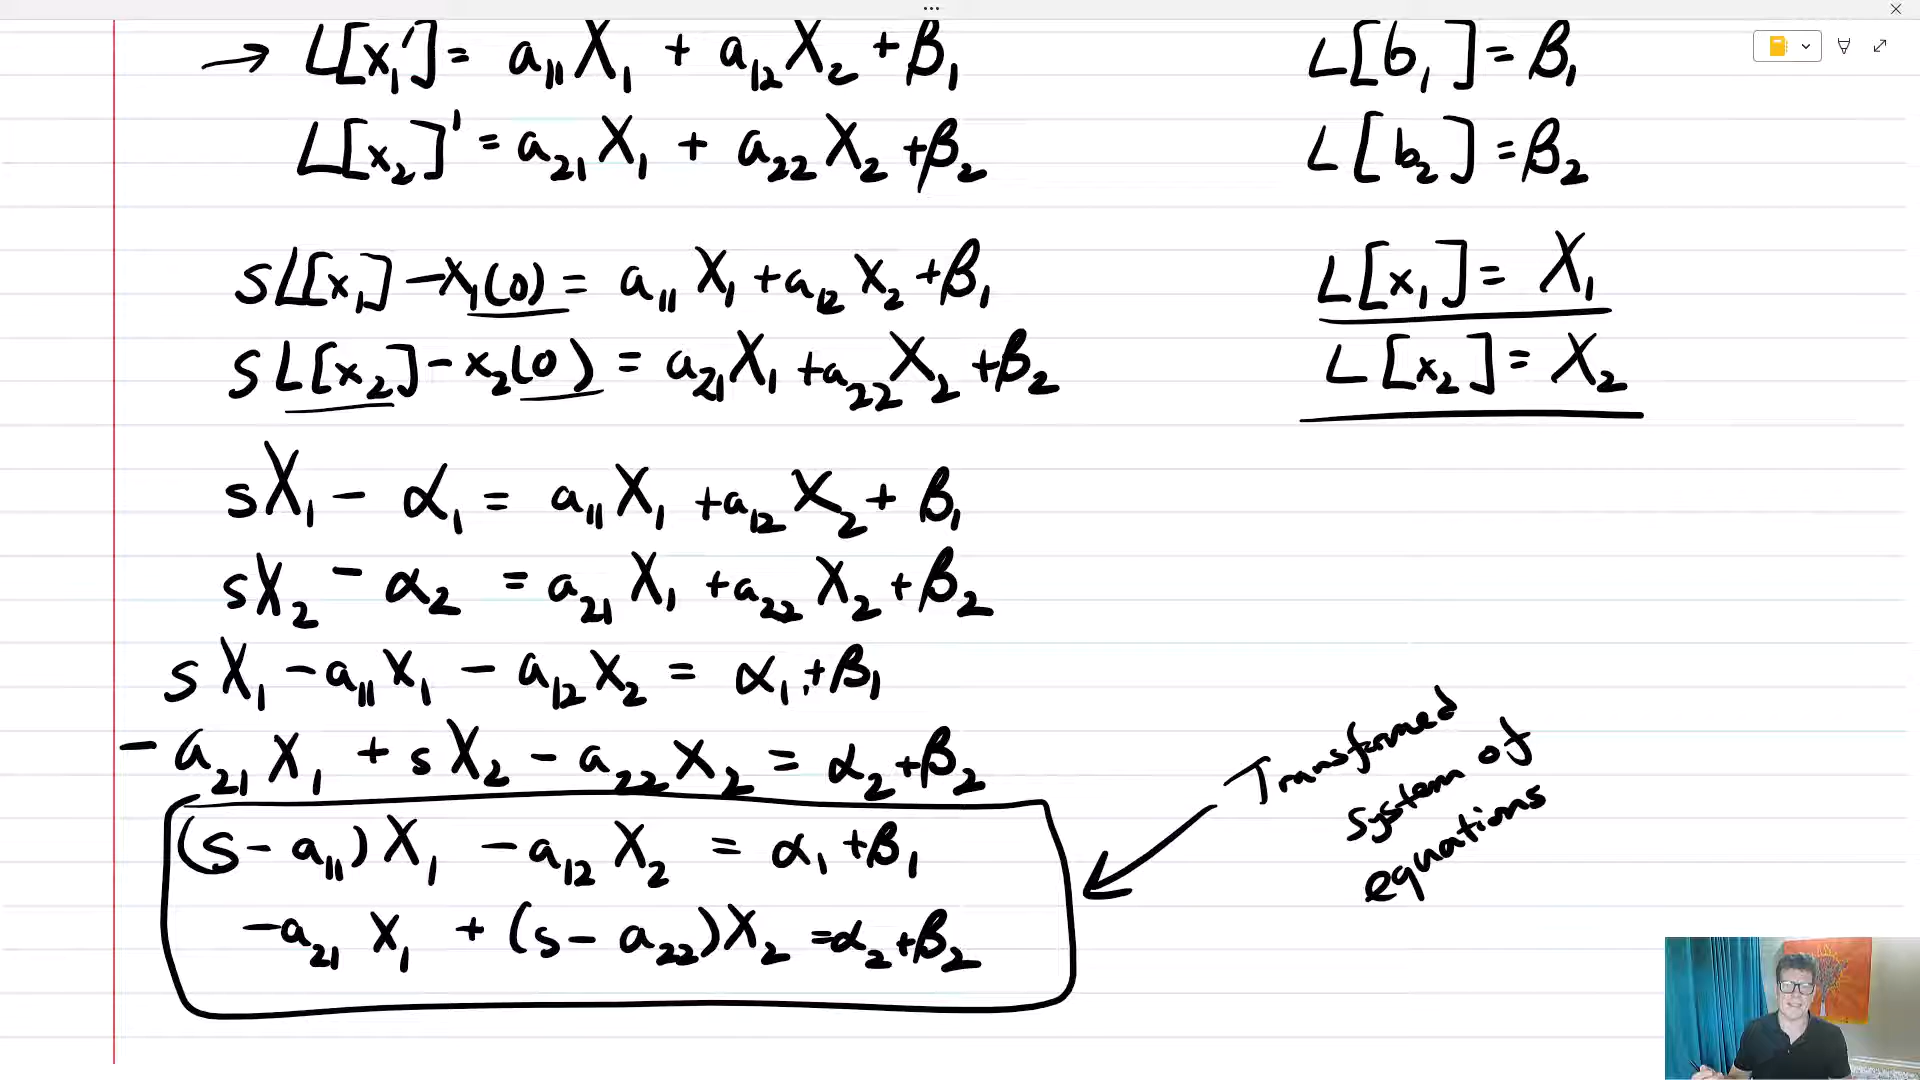 → L[x₁'] = a₁₁X₁ + a₁₂X₂ + β₁
L[x₂]' = a₂₁X₁ + a₂₂X₂ + β₂
sL[x₁] - x₁(0) = a₁₁X₁ + a₁₂X₂ + β₁
sL[x₂] - x₂(0) = a₂₁X₁ + a₂₂X₂ + β₂
sX₁ - α₁ = a₁₁X₁ + a₁₂X₂ + β₁
sX₂ - α₂ = a₂₁X₁ + a₂₂X₂ + β₂
sX₁ - a₁₁X₁ - a₁₂X₂ = α₁ + β₁
-a₂₁X₁ + sX₂ - a₂₂X₂ = α₂ + β₂
(s - a₁₁)X₁ - a₁₂X₂ = α₁ + β₁
-a₂₁X₁ + (s - a₂₂)X₂ = α₂ + β₂
L[b₁] = β₁
L[b₂] = β₂
L[x₁] = X₁
L[x₂] = X₂
Transformed
system of
equations